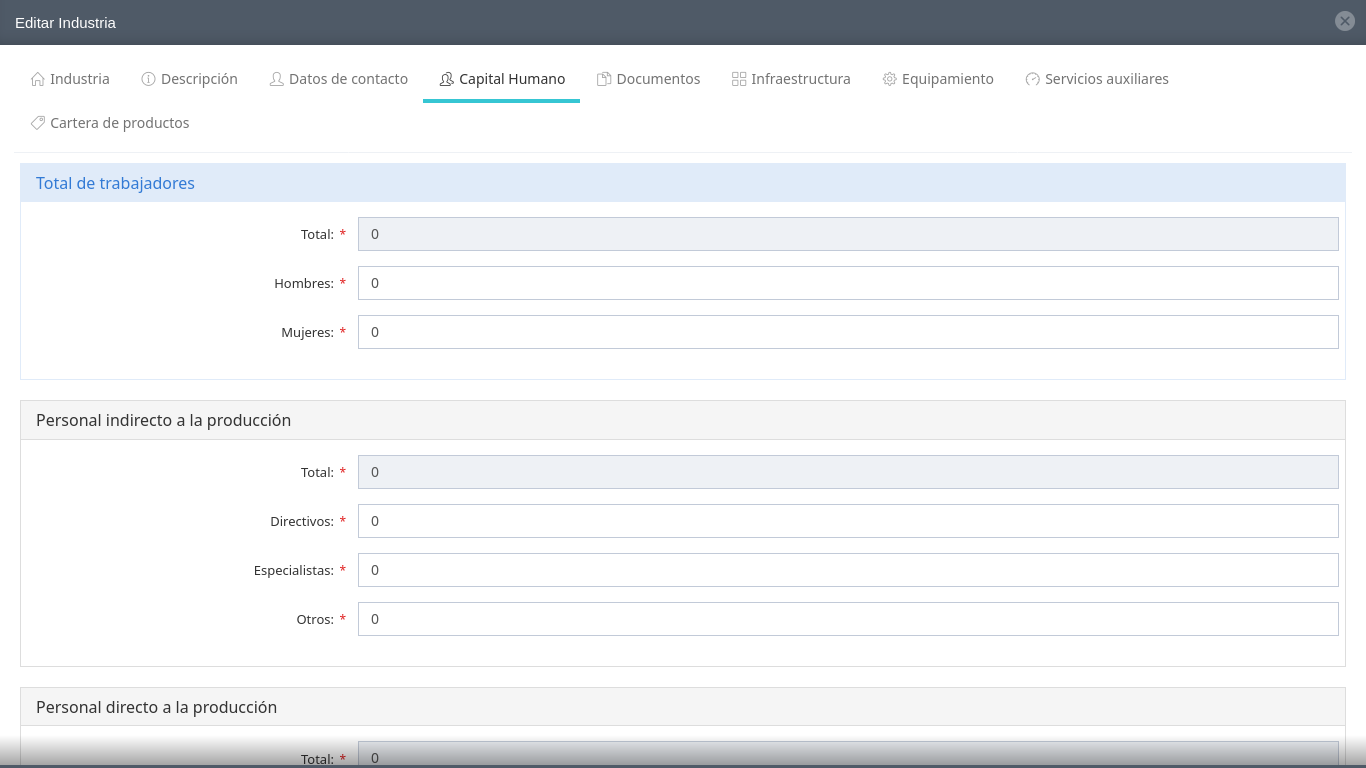 Editar Industria
Industria Descripción Datos de contacto Capital Humano Documentos Infraestructura Equipamiento Servicios auxiliares
Cartera de productos
Total de trabajadores
Total: * 0
Hombres: * 0
Mujeres: * 0
Personal indirecto a la producción
Total: * 0
Directivos: * 0
Especialistas: * 0
Otros: * 0
Personal directo a la producción
Total: * 0